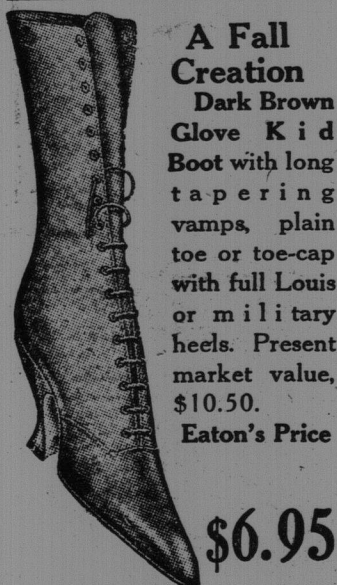 A Fall
Creation
Dark Brown
Glove Kid
Boot with long
tapering
vamps, plain
toe or toe-cap
with full Louis
or military
heels. Present
market value,
$10.50.
Eaton's Price
$6.95